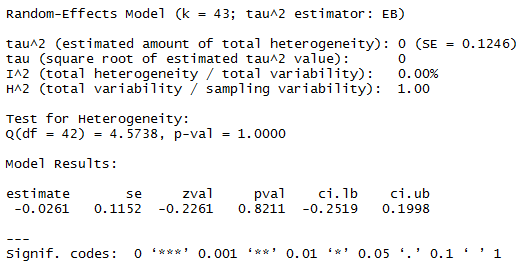 Random-Effects Model (k = 43; tau^2 estimator: EB)
tau^2 (estimated amount of total heterogeneity): 0 (SE = 0.1246)
tau (square root of estimated tau^2 value): 0
I^2 (total heterogeneity / total variability): 0.00%
H^2 (total variability / sampling variability): 1.00
Test for Heterogeneity:
Q(df = 42) = 4.5738, p-val = 1.0000
Model Results:
estimate se zval pval ci.lb ci.ub
-0.0261 0.1152 -0.2261 0.8211 -0.2519 0.1998
---
Signif. codes: 0 ‘***’ 0.001 ‘**’ 0.01 ‘*’ 0.05 ‘.’ 0.1 ‘ ’ 1